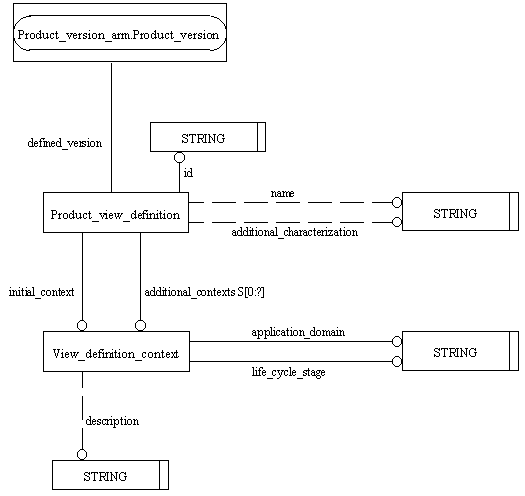 Product_version_arm.Product_version
defined_version
STRING
id
Product_view_definition
name
additional_characterization
STRING
initial_context
additional_contexts S[0:?]
View_definition_context
application_domain
life_cycle_stage
STRING
description
STRING